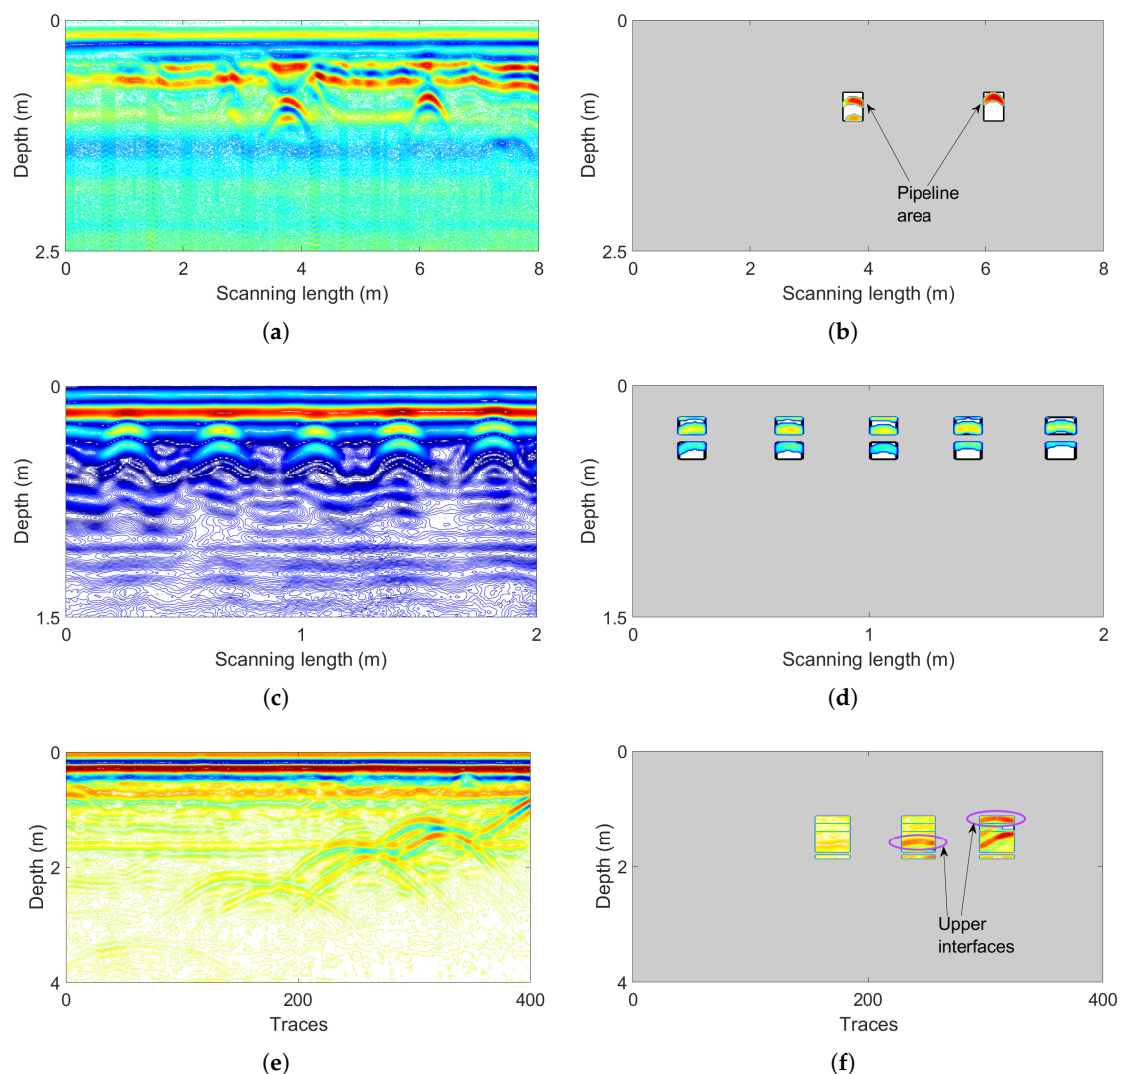 0
Depth (m)
2.5
0 2 4 6 8
Scanning length (m)
(a)
0
Depth (m)
2.5
Pipeline
area
0 2 4 6 8
Scanning length (m)
(b)
0
Depth (m)
1.5
0 1 2
Scanning length (m)
(c)
0
Depth (m)
1.5
0 1 2
Scanning length (m)
(d)
0
Depth (m)
2
4
0 200 400
Traces
(e)
0
Depth (m)
2
Upper
interfaces
4
0 200 400
Traces
(f)